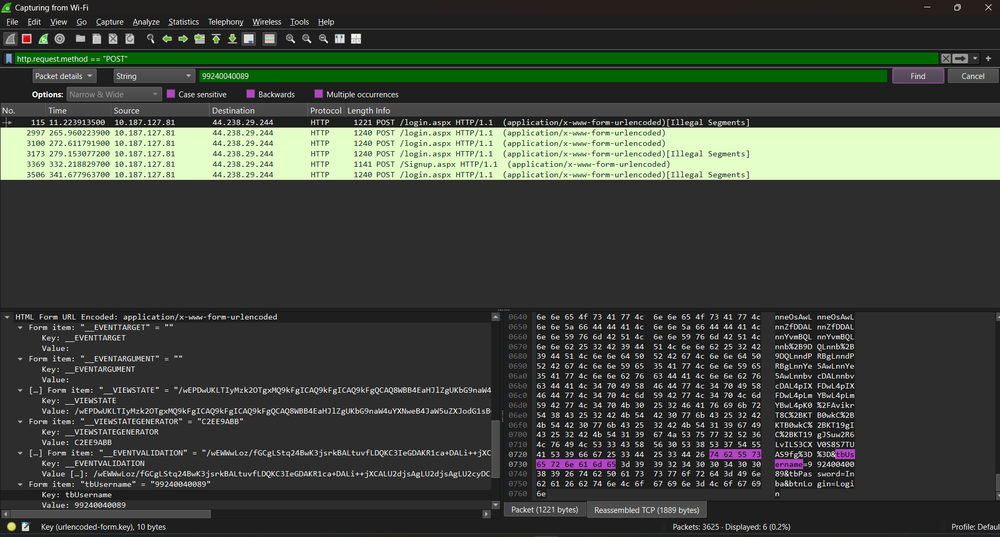 Capturing from Wi-Fi
File Edit View Go Capture Analyze Statistics Telephony Wireless Tools Help
http.request.method == "POST"
Packet details String 99240040089 Find Cancel
Options: Narrow & Wide Case sensitive Backwards Multiple occurrences
No. Time Source Destination Protocol Length Info
115 11.223913500 10.187.127.81 44.238.29.244 HTTP 1221 POST /login.aspx HTTP/1.1 (application/x-www-form-urlencoded)[Illegal Segments]
2997 265.960223900 10.187.127.81 44.238.29.244 HTTP 1240 POST /login.aspx HTTP/1.1 (application/x-www-form-urlencoded)
3100 272.611791900 10.187.127.81 44.238.29.244 HTTP 1240 POST /login.aspx HTTP/1.1 (application/x-www-form-urlencoded)
3173 279.153077200 10.187.127.81 44.238.29.244 HTTP 1240 POST /login.aspx HTTP/1.1 (application/x-www-form-urlencoded)[Illegal Segments]
3369 332.218829700 10.187.127.81 44.238.29.244 HTTP 1141 POST /Signup.aspx HTTP/1.1 (application/x-www-form-urlencoded)
3506 341.677963700 10.187.127.81 44.238.29.244 HTTP 1240 POST /login.aspx HTTP/1.1 (application/x-www-form-urlencoded)[Illegal Segments]
HTML Form URL Encoded: application/x-www-form-urlencoded
Form item: "__EVENTTARGET" = ""
Key: __EVENTTARGET
Value:
Form item: "__EVENTARGUMENT" = ""
Key: __EVENTARGUMENT
Value:
[…] Form item: "__VIEWSTATE" = "/wEPDwUKLTIyMzk2OTgxMQ9kFgICAQ9kFgICAQ9kFgQCAQ8WBB4EaHJlZgUKbG9naW4
Key: __VIEWSTATE
Value: /wEPDwUKLTIyMzk2OTgxMQ9kFgICAQ9kFgICAQ9kFgQCAQ8WBB4EaHJlZgUKbG9naW4uYXNweB4JaW5uZXJodG1sB
Form item: "__VIEWSTATEGENERATOR" = "C2EE9ABB"
Key: __VIEWSTATEGENERATOR
Value: C2EE9ABB
[…] Form item: "__EVENTVALIDATION" = "/wEWWwLoz/fGCgLStq24BwK3jsrkBALtuvfLDQKC3IeGDAKR1ca+DALi++jXC
Key: __EVENTVALIDATION
Value […]: /wEWWwLoz/fGCgLStq24BwK3jsrkBALtuvfLDQKC3IeGDAKR1ca+DALi++jXCALU2djsAgLU2djsAgLU2cyDC
Form item: "tbUsername" = "99240040089"
Key: tbUsername
Value: 99240040089
0640 6e 6e 65 4f 73 41 77 4c 6e 6e 65 4f 73 41 77 4c nneOsAwL nneOsAwL
0650 6e 6e 5a 66 44 44 41 4c 6e 6e 5a 66 44 44 41 4c nnZfDDAL nnZfDDAL
0660 6e 6e 59 76 6d 42 51 4c 6e 6e 59 76 6d 42 51 4c nnYvmBQL nnYvmBQL
0670 6e 6e 62 25 32 42 39 44 51 4c 6e 6e 62 25 32 42 nnb%2B9D QLnnb%2B
0680 39 44 51 4c 6e 6e 64 50 52 42 67 4c 6e 6e 64 50 9DQLnndP RBgLnndP
0690 52 42 67 4c 6e 6e 59 65 35 41 77 4c 6e 6e 59 65 RBgLnnYe 5AwLnnYe
06a0 35 41 77 4c 6e 6e 62 76 63 44 41 4c 6e 6e 62 76 5AwLnnbv cDALnnbv
06b0 63 44 41 4c 34 70 49 58 46 44 77 4c 34 70 49 58 cDAL4pIX FDwL4pIX
06c0 46 44 77 4c 34 70 4c 6d 59 42 77 4c 34 70 4c 6d FDwL4pLm YBwL4pLm
06d0 59 42 77 4c 34 70 4b 30 25 32 46 41 76 69 6b 72 YBwL4pK0 %2FAvikr
06e0 54 38 43 25 32 42 4b 54 42 30 77 6b 43 25 32 42 T8C%2BKT B0wkC%2B
06f0 4b 54 42 30 77 6b 43 25 32 42 4b 54 31 39 67 49 KTB0wkC% 2BKT19gI
0700 43 25 32 42 4b 54 31 39 67 4a 53 75 77 32 52 36 C%2BKT19 gJSuw2R6
0710 4c 76 49 4c 53 33 43 58 56 30 53 38 53 37 54 55 LvILS3CX V0S8S7TU
0720 41 53 39 66 67 25 33 44 25 33 44 26 74 62 55 73 AS9fg%3D %3D&tbUs
0730 65 72 6e 61 6d 65 3d 39 39 32 34 30 30 34 30 30 ername=9 92400400
0740 38 39 26 74 62 50 61 73 73 77 6f 72 64 3d 49 6e 89&tbPas sword=In
0750 62 61 26 62 74 6e 4c 6f 67 69 6e 3d 4c 6f 67 69 ba&btnLo gin=Logi
0760 6e n
Packet (1221 bytes) Reassembled TCP (1889 bytes)
Key (urlencoded-form.key), 10 bytes Packets: 3625 · Displayed: 6 (0.2%) Profile: Defaul